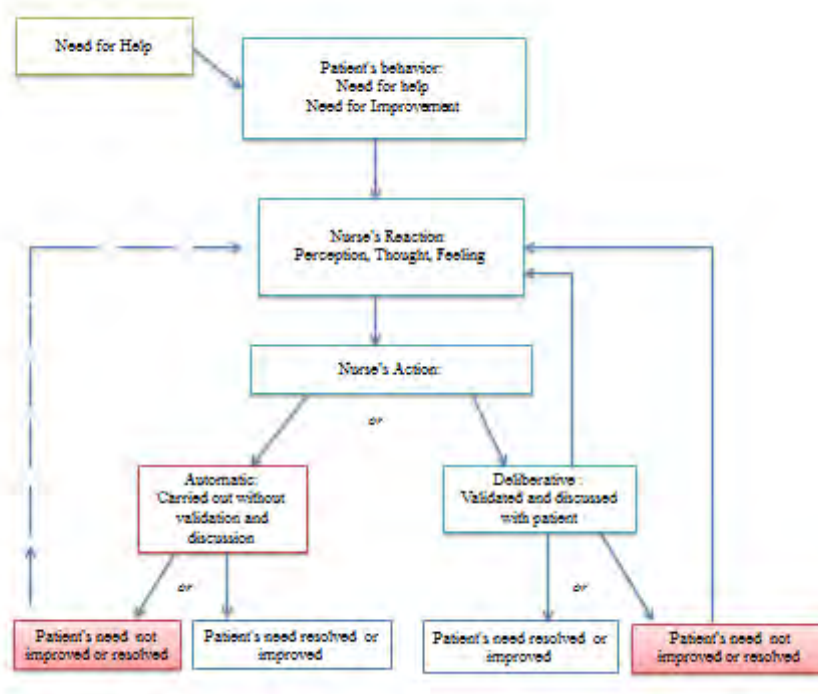 Need for Help
Patient's behavior:
Need for help
Need for Improvement
Nurse's Reaction:
Perception, Thought, Feeling
Nurse's Action:
or
Automatic:
Carried out without
validation and
discussion
Deliberative :
Validated and discussed
with patient
or
or
Patient's need not
improved or resolved
Patient's need resolved or
improved
Patient's need resolved or
improved
Patient's need not
improved or resolved